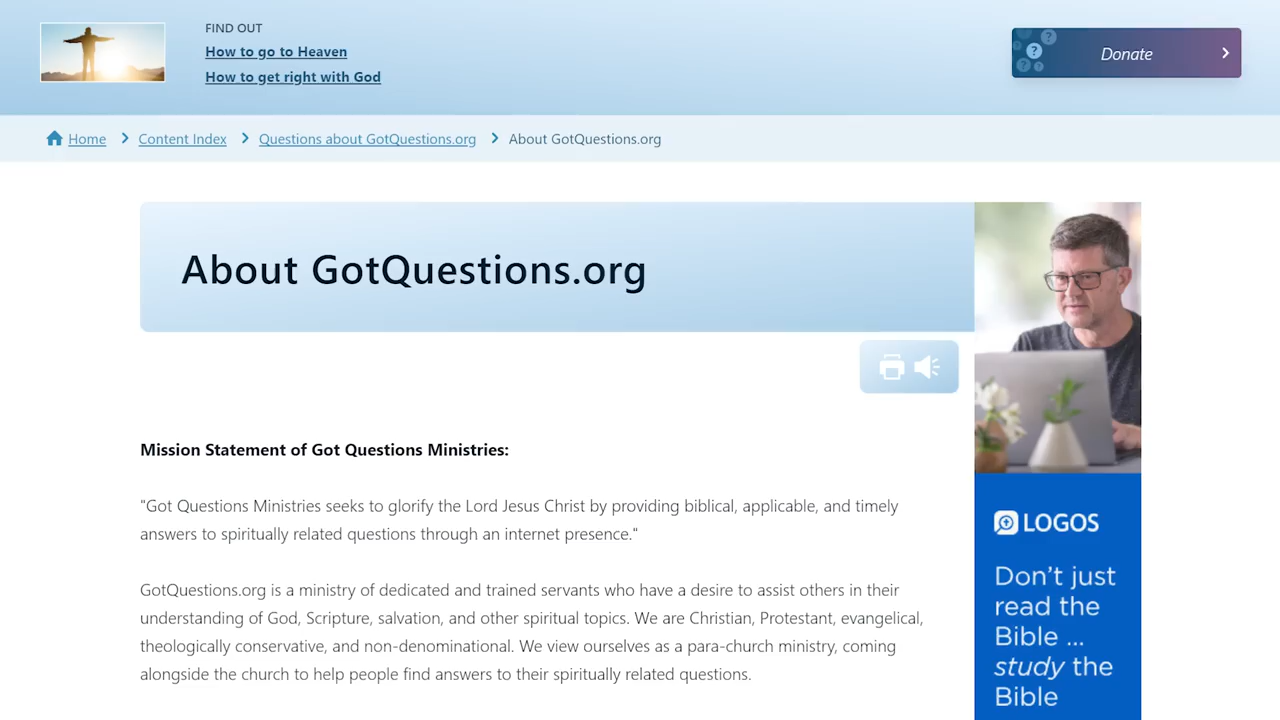 FIND OUT
How to go to Heaven
How to get right with God
Donate
Home
Content Index
Questions about GotQuestions.org
About GotQuestions.org
About GotQuestions.org
Mission Statement of Got Questions Ministries:
"Got Questions Ministries seeks to glorify the Lord Jesus Christ by providing biblical, applicable, and timely
answers to spiritually related questions through an internet presence."
GotQuestions.org is a ministry of dedicated and trained servants who have a desire to assist others in their
understanding of God, Scripture, salvation, and other spiritual topics. We are Christian, Protestant, evangelical,
theologically conservative, and non-denominational. We view ourselves as a para-church ministry, coming
alongside the church to help people find answers to their spiritually related questions.
LOGOS
Don't just
read the
Bible ...
study the
Bible